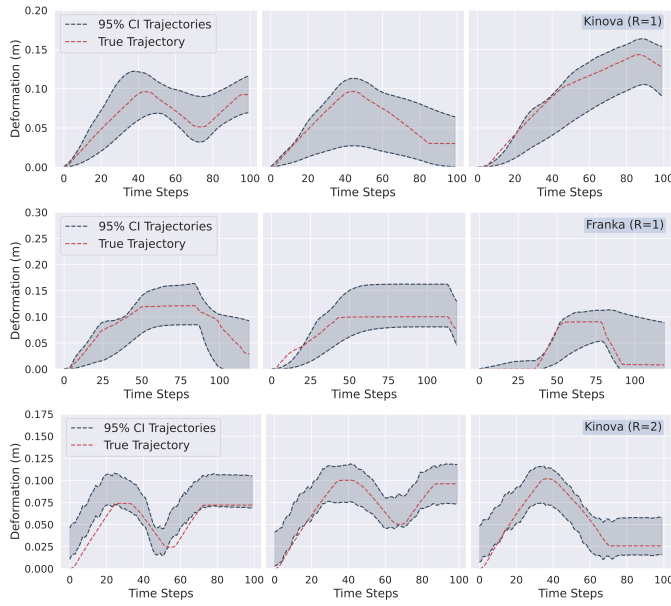 0.20
0.15
0.10
0.05
0.00
Deformation (m)
95% CI Trajectories
True Trajectory
Kinova (R=1)
0 20 40 60 80 100
0 20 40 60 80 100
0 20 40 60 80 100
Time Steps
Time Steps
Time Steps
0.30
0.25
0.20
0.15
0.10
0.05
0.00
Deformation (m)
95% CI Trajectories
True Trajectory
Franka (R=1)
0 25 50 75 100
0 25 50 75 100
0 25 50 75 100
Time Steps
Time Steps
Time Steps
0.175
0.150
0.125
0.100
0.075
0.050
0.025
0.000
Deformation (m)
95% CI Trajectories
True Trajectory
Kinova (R=2)
0 20 40 60 80 100
0 20 40 60 80 100
0 20 40 60 80 100
Time Steps
Time Steps
Time Steps